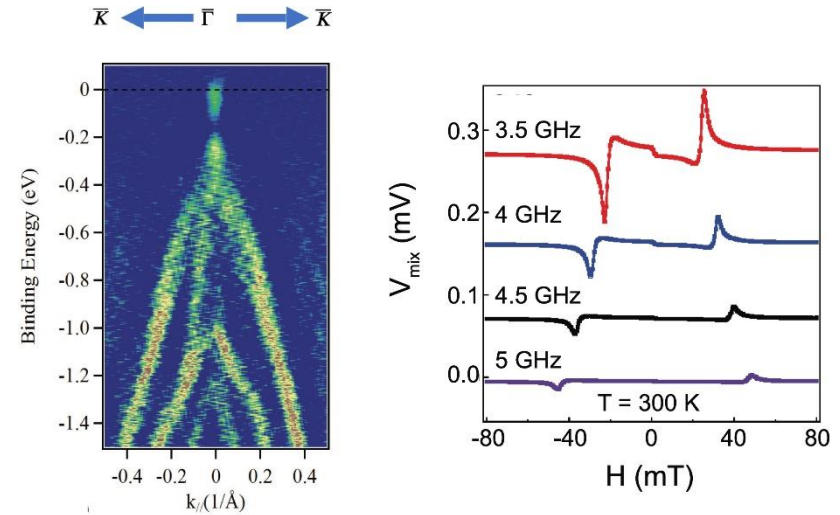 K̅ Γ̅ K̅
0
-0.2
-0.4
-0.6
-0.8
-1.0
-1.2
-1.4
Binding Energy (eV)
-0.4 -0.2 0 0.2 0.4
k//(1/Å)
0.3
0.2
0.1
0.0
V_mix (mV)
3.5 GHz
4 GHz
4.5 GHz
5 GHz
T = 300 K
-80 -40 0 40 80
H (mT)